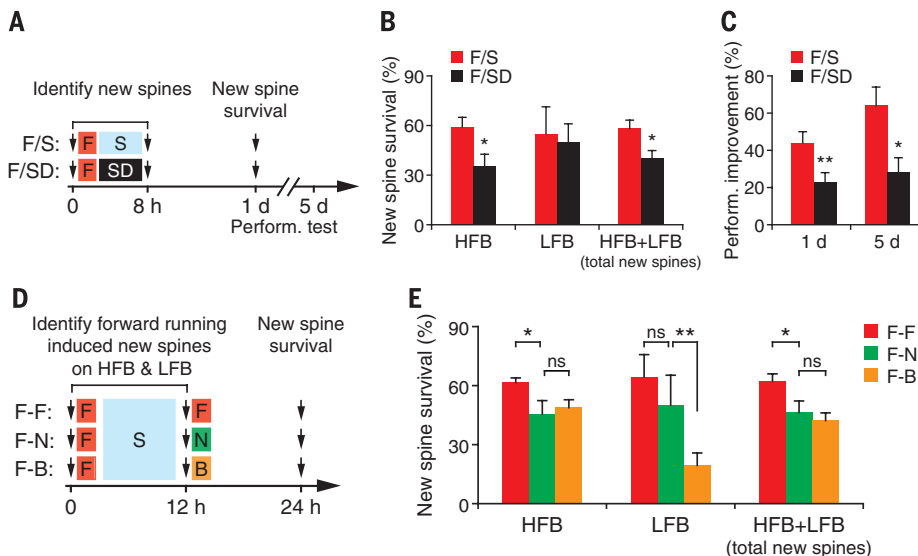 A
Identify new spines
New spine
survival
F/S: F S
F/SD: F SD
0 8 h 1 d 5 d
Perform. test
B
New spine survival (%)
F/S
F/SD
90
60
30
0
* *
HFB LFB HFB+LFB
(total new spines)
C
Perform. improvement (%)
F/S
F/SD
80
60
40
20
0
** *
1 d 5 d
D
Identify forward running
induced new spines
on HFB & LFB
New spine
survival
F-F: F F
F-N: F S N
F-B: F B
0 12 h 24 h
E
New spine survival (%)
90
60
30
0
* ns ns ** * ns
F-F
F-N
F-B
HFB LFB HFB+LFB
(total new spines)